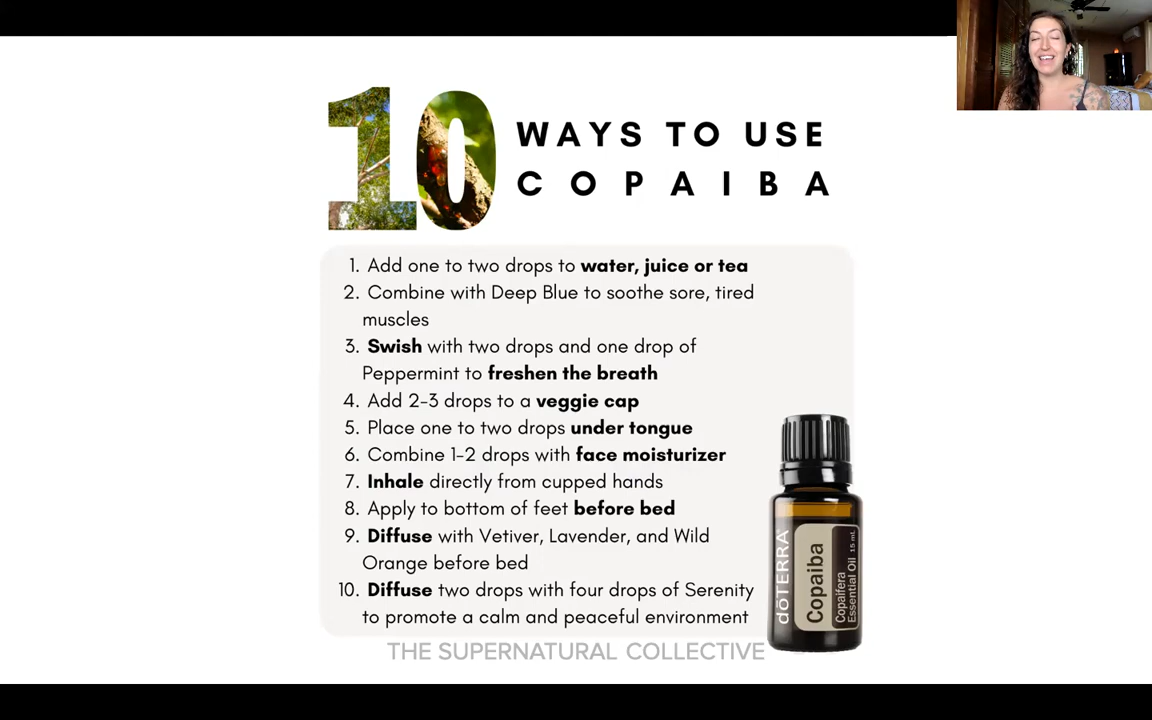 10 WAYS TO USE
COPAIBA
1. Add one to two drops to water, juice or tea
2. Combine with Deep Blue to soothe sore, tired
muscles
3. Swish with two drops and one drop of
Peppermint to freshen the breath
4. Add 2-3 drops to a veggie cap
5. Place one to two drops under tongue
6. Combine 1-2 drops with face moisturizer
7. Inhale directly from cupped hands
8. Apply to bottom of feet before bed
9. Diffuse with Vetiver, Lavender, and Wild
Orange before bed
10. Diffuse two drops with four drops of Serenity
to promote a calm and peaceful environment
dōTERRA
Copaiba
Copaifera
Essential Oil 15 mL
THE SUPERNATURAL COLLECTIVE